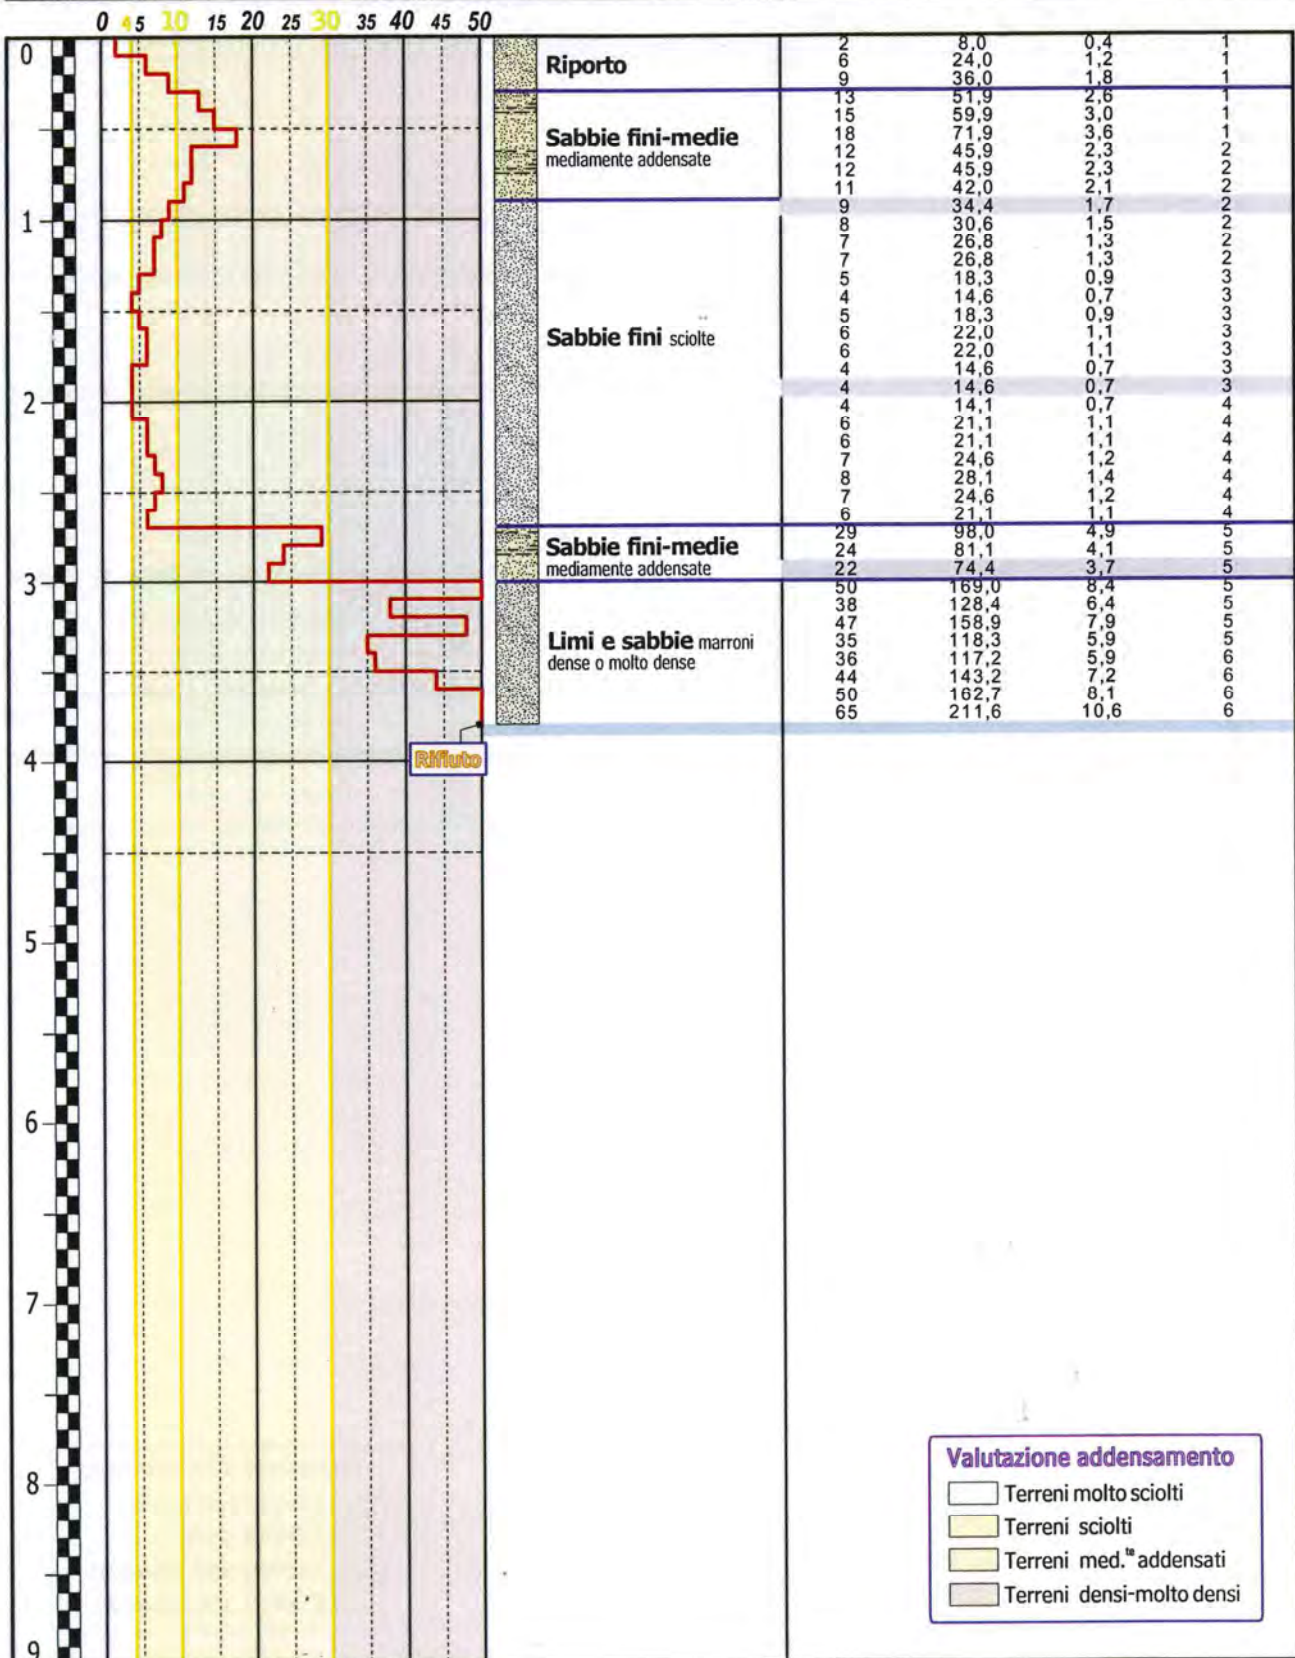 0 4 5 10 15 20 25 30 35 40 45 50
0
1
2
3
4
5
6
7
8
9
Riporto
Sabbie fini-medie
mediamente addensate
Sabbie fini sciolte
Sabbie fini-medie
mediamente addensate
Limi e sabbie marroni
dense o molto dense
Rifiuto
2 8,0 0,4 1
6 24,0 1,2 1
9 36,0 1,8 1
13 51,9 2,6 1
15 59,9 3,0 1
18 71,9 3,6 1
12 45,9 2,3 2
12 45,9 2,3 2
11 42,0 2,1 2
9 34,4 1,7 2
8 30,6 1,5 2
7 26,8 1,3 2
7 26,8 1,3 2
5 18,3 0,9 3
4 14,6 0,7 3
5 18,3 0,9 3
6 22,0 1,1 3
6 22,0 1,1 3
4 14,6 0,7 3
4 14,6 0,7 3
4 14,1 0,7 4
6 21,1 1,1 4
6 21,1 1,1 4
7 24,6 1,2 4
8 28,1 1,4 4
7 24,6 1,2 4
6 21,1 1,1 4
29 98,0 4,9 5
24 81,1 4,1 5
22 74,4 3,7 5
50 169,0 8,4 5
38 128,4 6,4 5
47 158,9 7,9 5
35 118,3 5,9 5
36 117,2 5,9 6
44 143,2 7,2 6
50 162,7 8,1 6
65 211,6 10,6 6
Valutazione addensamento
Terreni molto sciolti
Terreni sciolti
Terreni med.te addensati
Terreni densi-molto densi